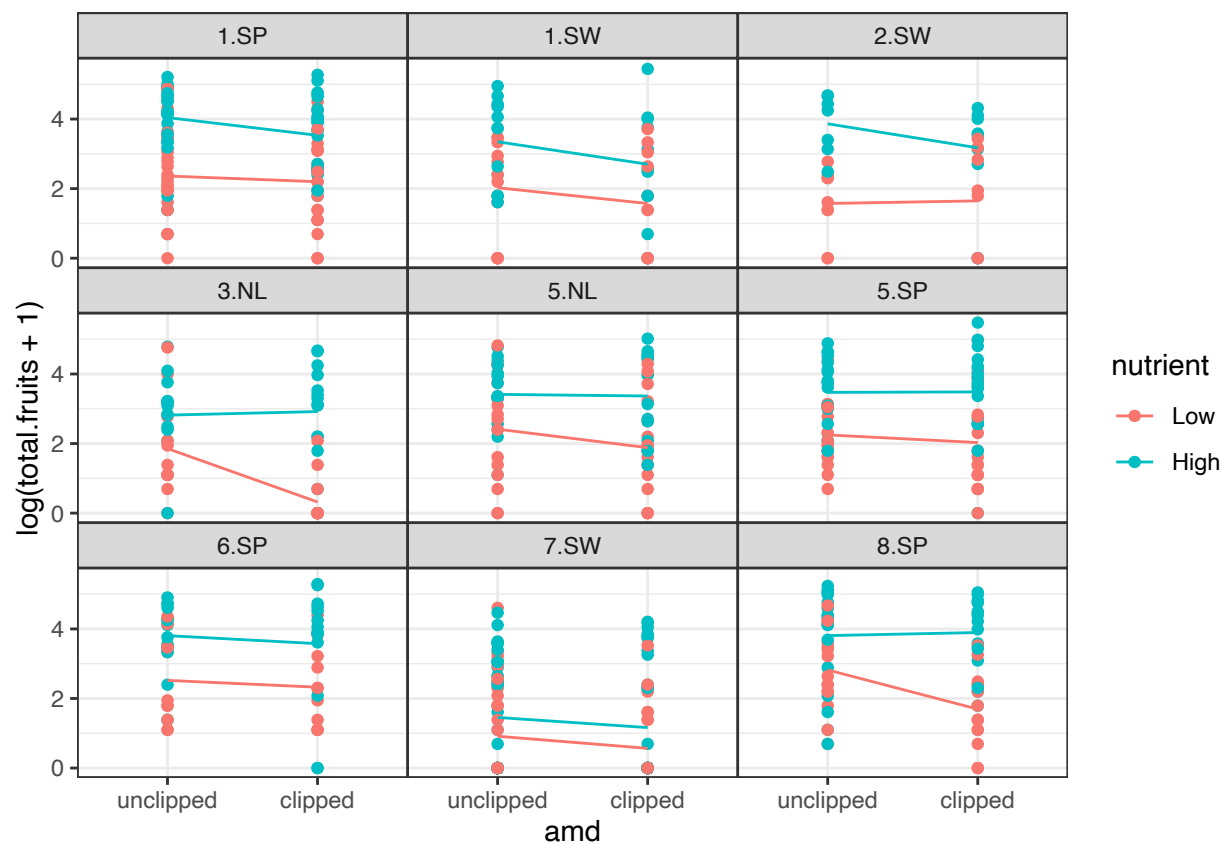 1.SP 1.SW 2.SW
4
2
0
3.NL 5.NL 5.SP
4
2
0
6.SP 7.SW 8.SP
4
2
0
unclipped clipped unclipped clipped unclipped clipped
amd
log(total.fruits + 1)
nutrient
Low
High